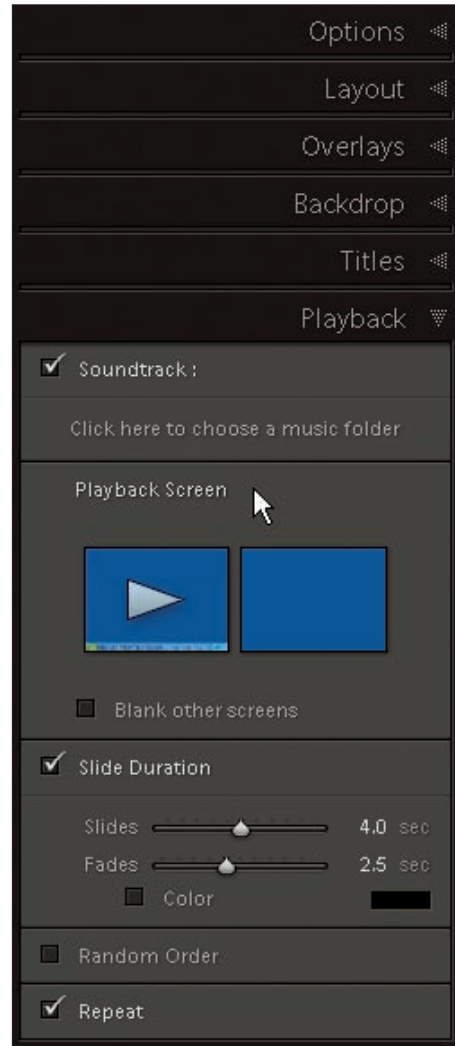 Options
Layout
Overlays
Backdrop
Titles
Playback
Soundtrack :
Click here to choose a music folder
Playback Screen
Blank other screens
Slide Duration
Slides 4.0 sec
Fades 2.5 sec
Color
Random Order
Repeat